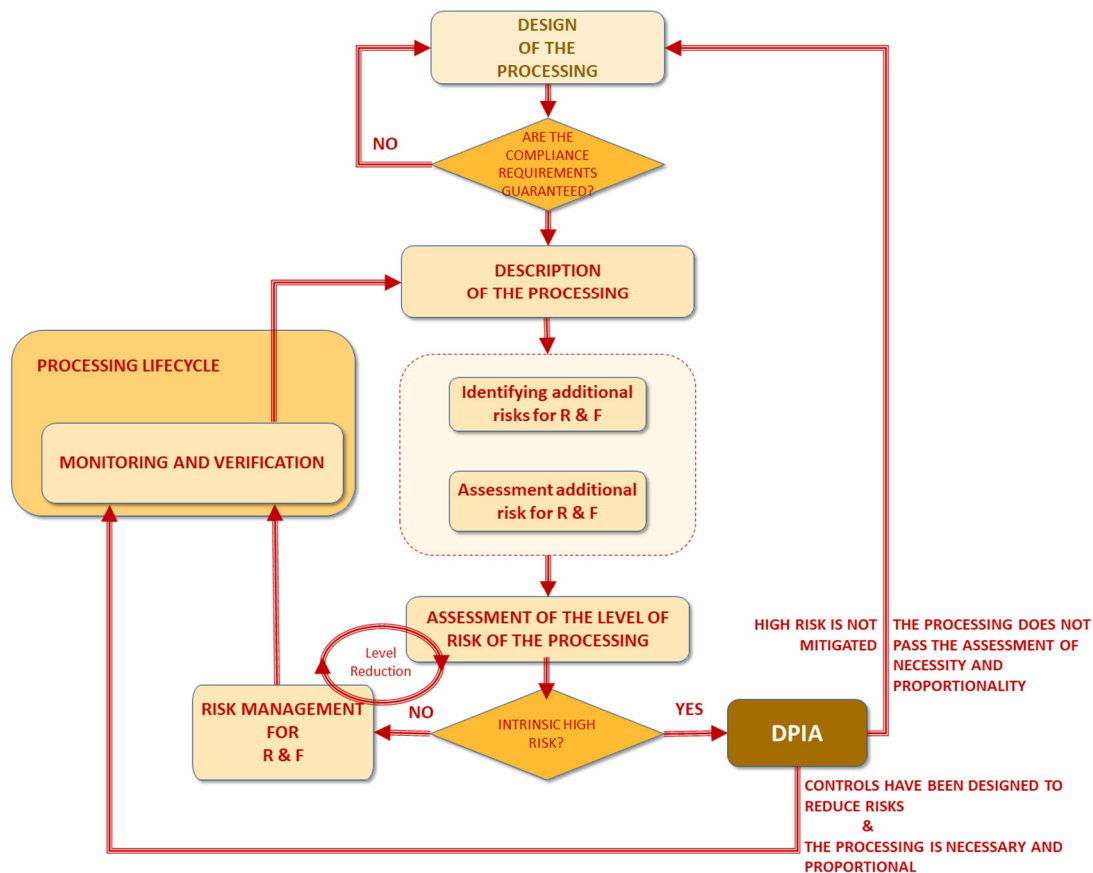 DESIGN
OF THE
PROCESSING
NO
ARE THE
COMPLIANCE
REQUIREMENTS
GUARANTEED?
DESCRIPTION
OF THE PROCESSING
PROCESSING LIFECYCLE
MONITORING AND VERIFICATION
Identifying additional
risks for R & F
Assessment additional
risk for R & F
ASSESSMENT OF THE LEVEL OF
RISK OF THE PROCESSING
Level
Reduction
HIGH RISK IS NOT
MITIGATED
THE PROCESSING DOES NOT
PASS THE ASSESSMENT OF
NECESSITY AND
PROPORTIONALITY
RISK MANAGEMENT
FOR
R & F
NO
INTRINSIC HIGH
RISK?
YES
DPIA
CONTROLS HAVE BEEN DESIGNED TO
REDUCE RISKS
&
THE PROCESSING IS NECESSARY AND
PROPORTIONAL